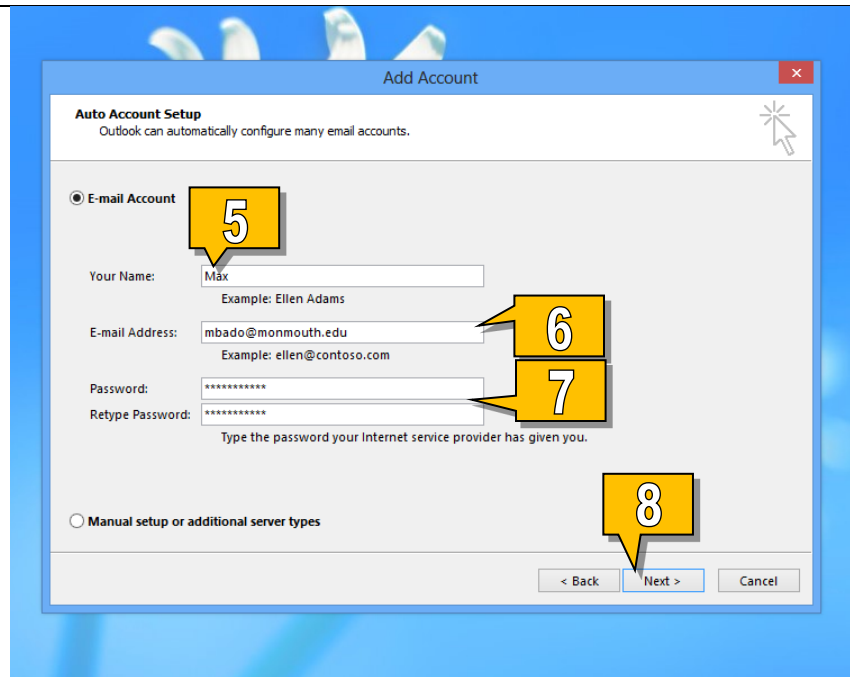 Add Account
Auto Account Setup
Outlook can automatically configure many email accounts.
E-mail Account
5
Your Name: Max
Example: Ellen Adams
E-mail Address: mbado@monmouth.edu
6
Example: ellen@contoso.com
Password: ***********
7
Retype Password: ***********
Type the password your Internet service provider has given you.
8
Manual setup or additional server types
< Back Next > Cancel